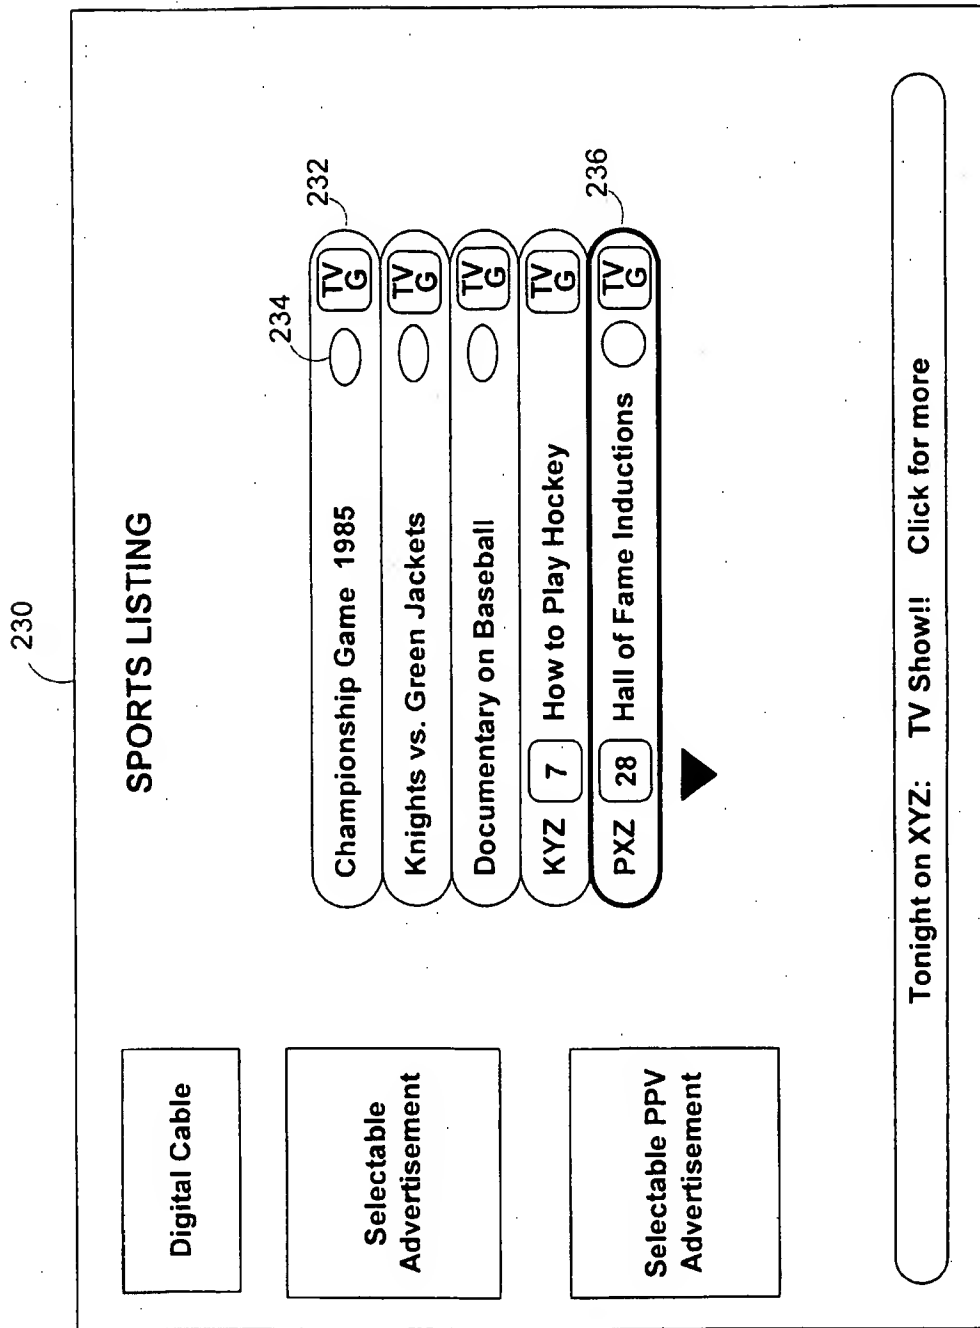 230
SPORTS LISTING
Digital Cable
Selectable
Advertisement
Selectable PPV
Advertisement
234
232
Championship Game 1985 TV G
Knights vs. Green Jackets TV G
Documentary on Baseball TV G
KYZ 7 How to Play Hockey TV G
PXZ 28 Hall of Fame Inductions TV G
236
Tonight on XYZ: TV Show!! Click for more